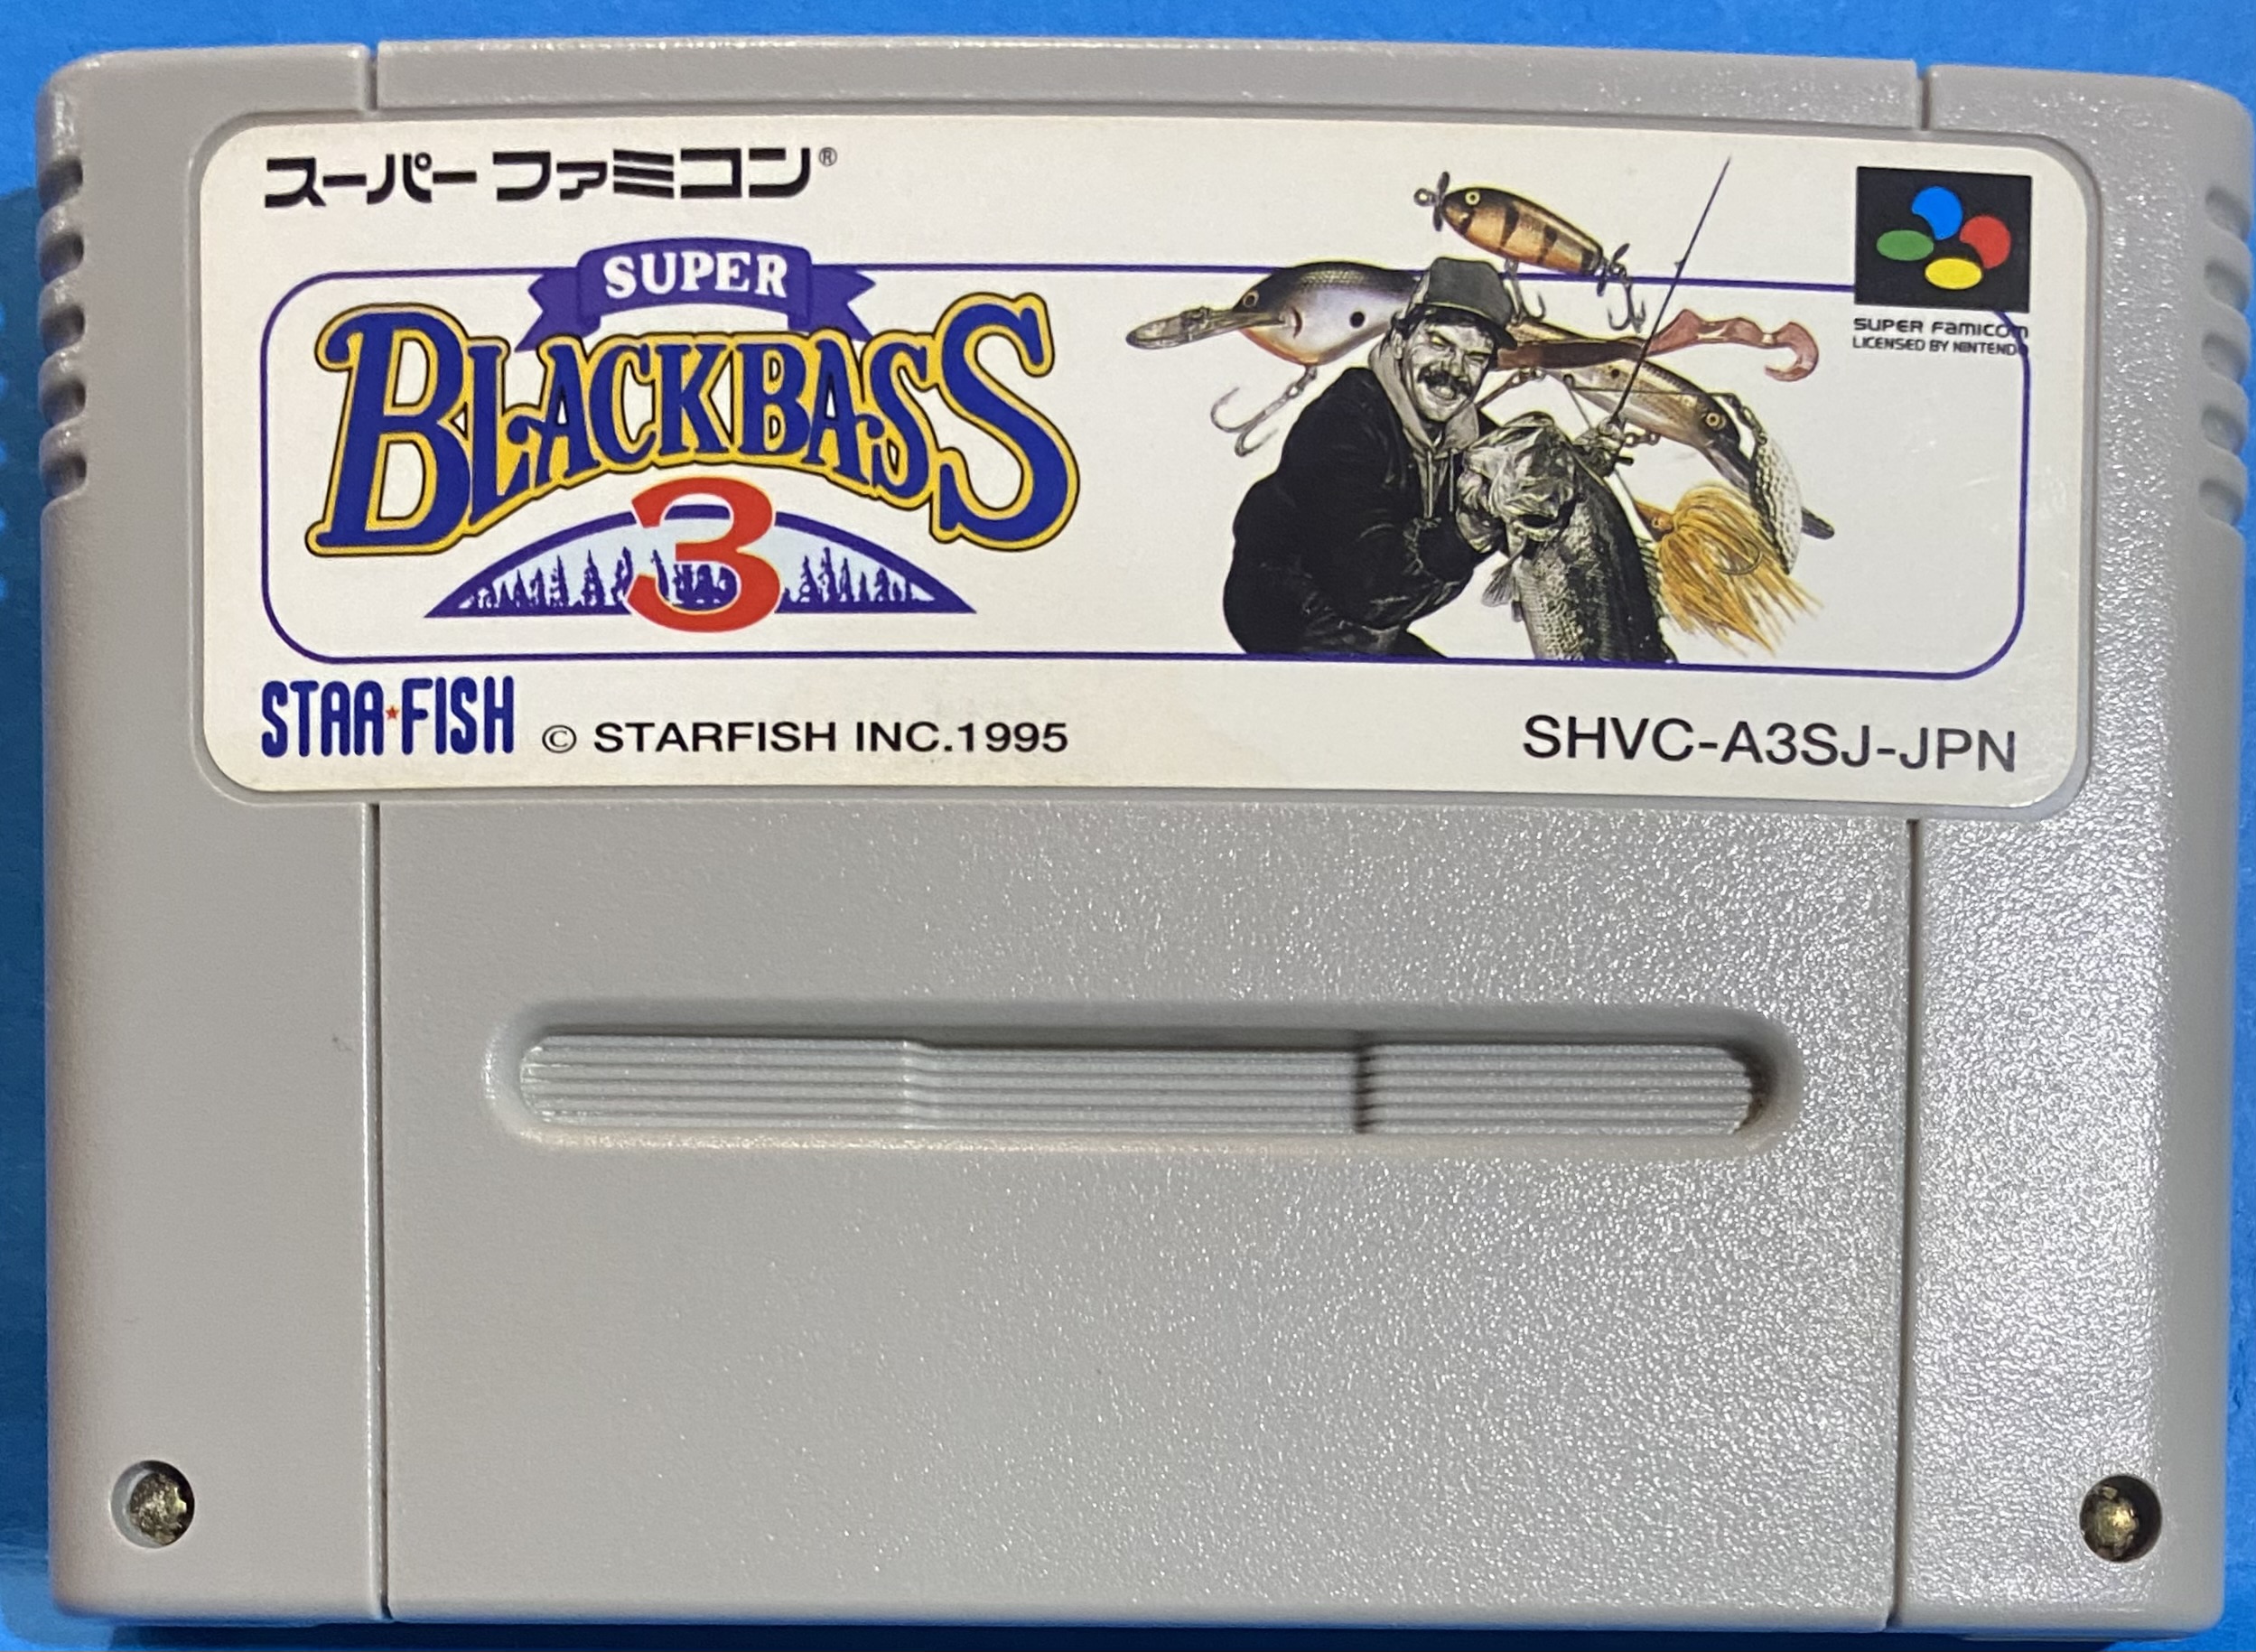 スーパーファミコン®
SUPER
BLACKBASS
3
SUPER FAMICOM
LICENSED BY NINTENDO
STAR★FISH © STARFISH INC.1995
SHVC-A3SJ-JPN